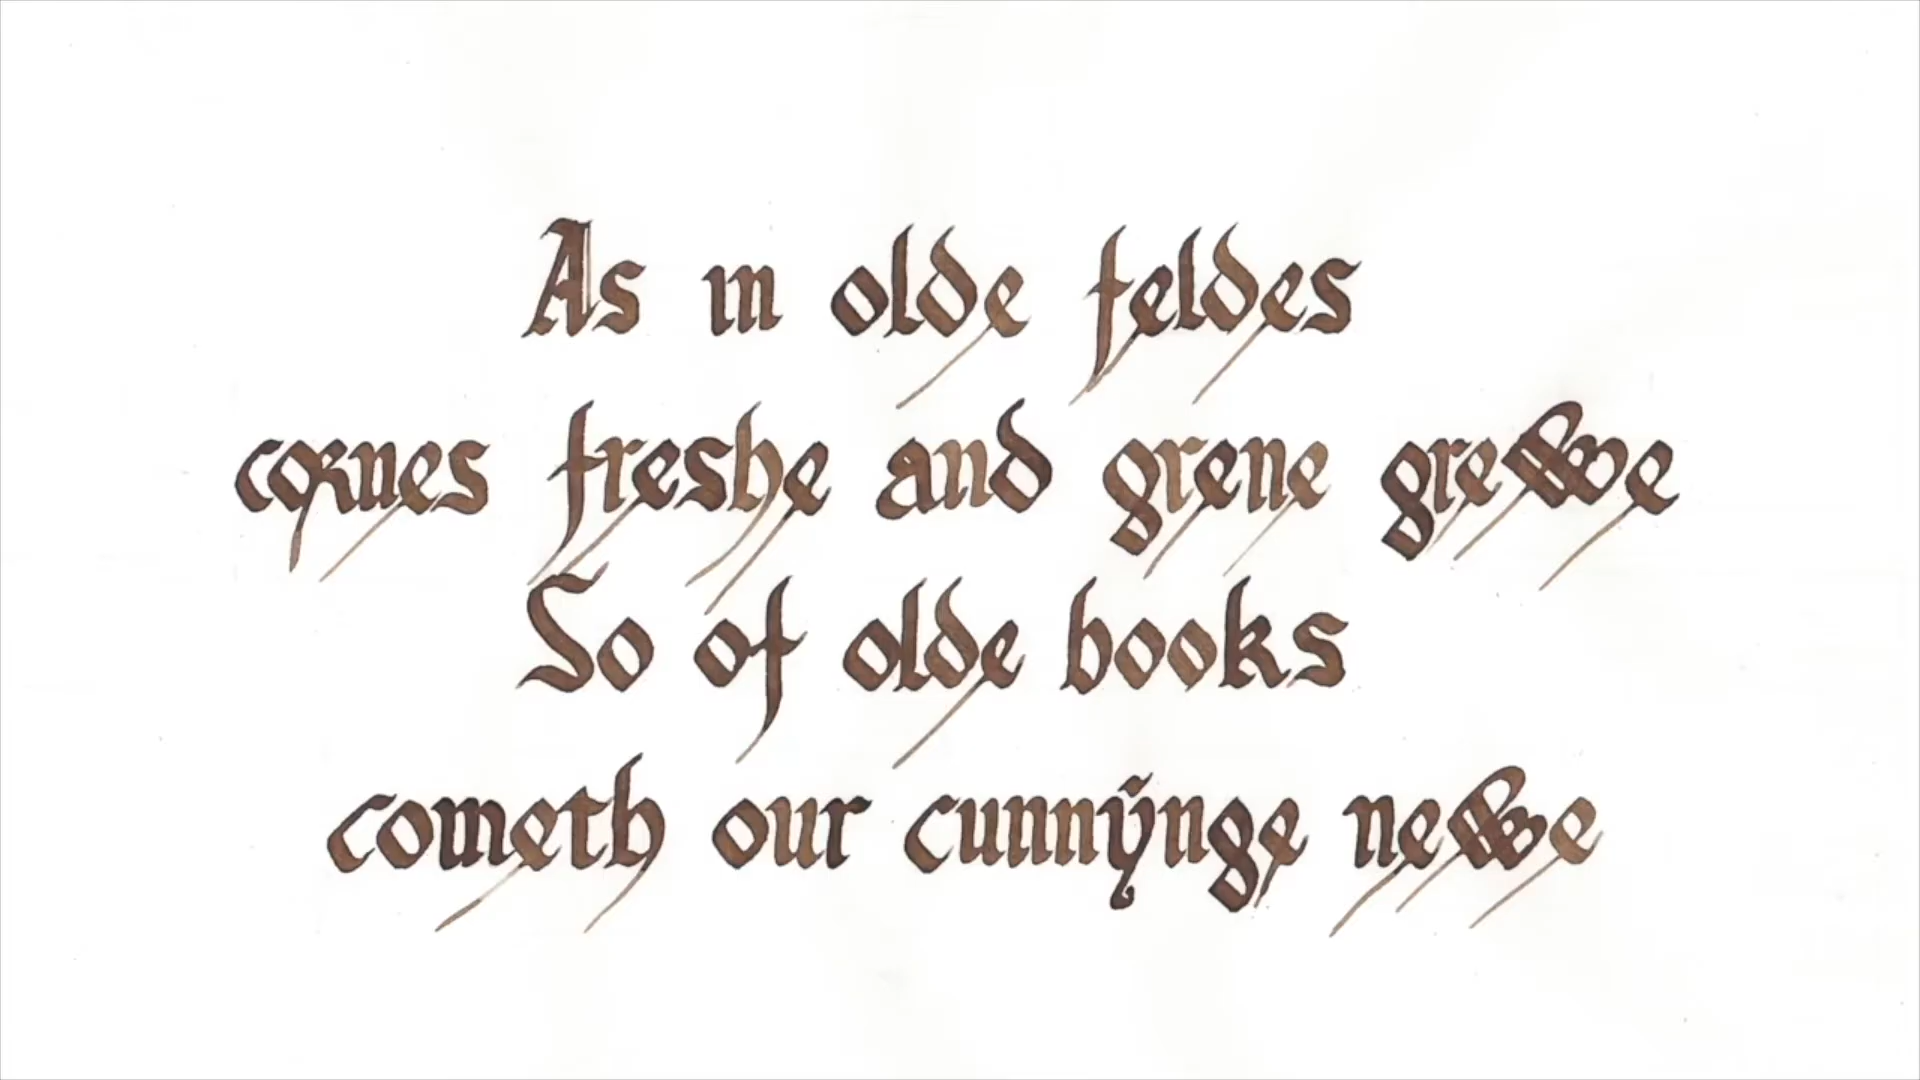 As in olde feldes
cornes freshe and grene grewe
So of olde books
cometh our cunnÿnge newe